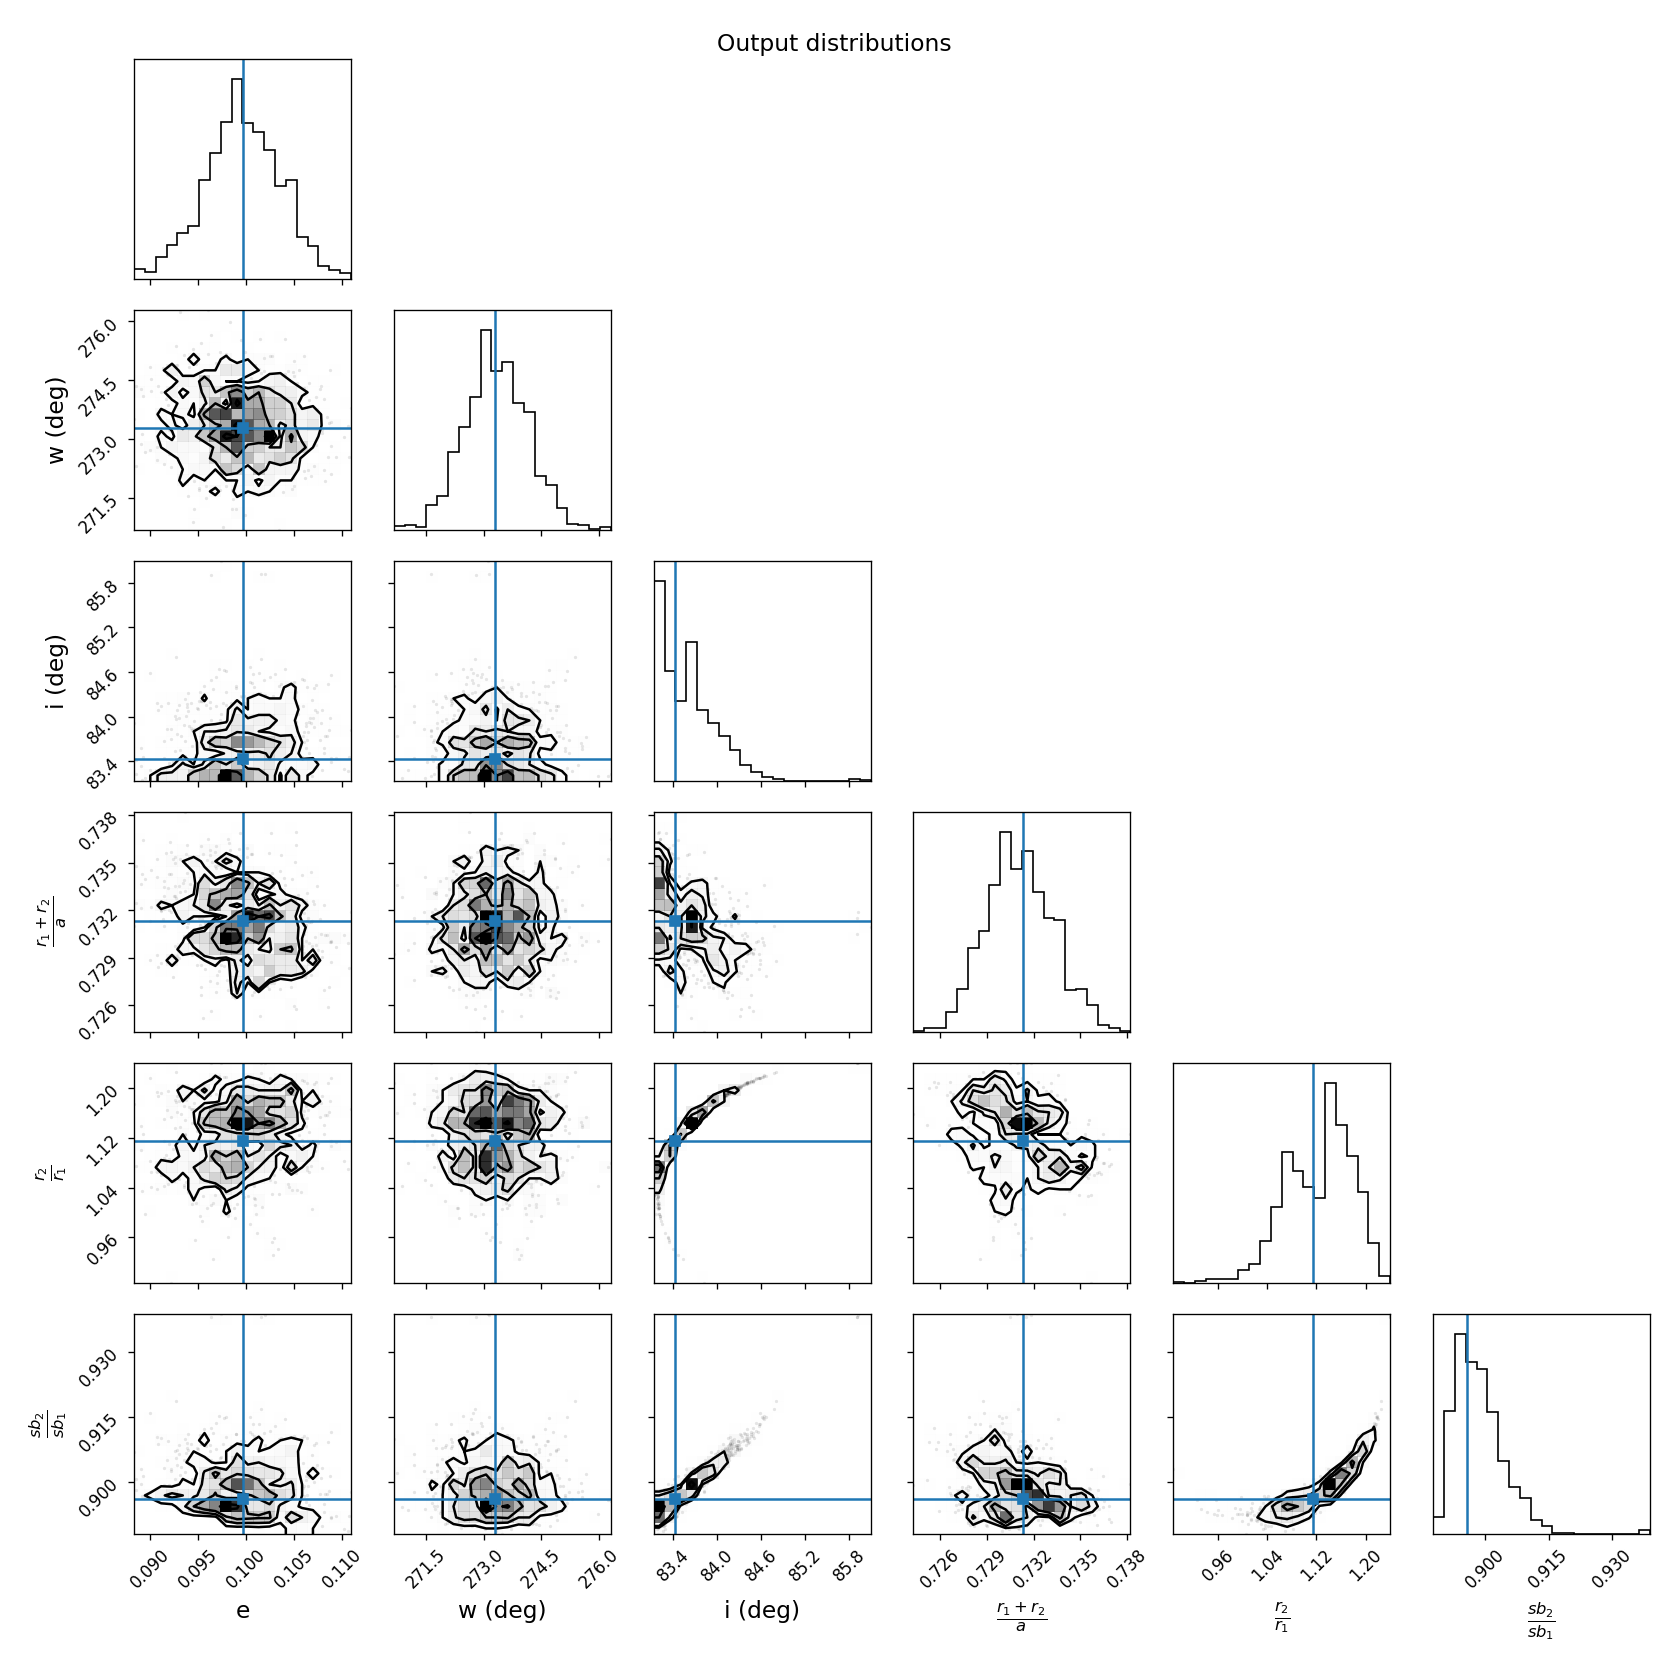 Output distributions
276.0
274.5
273.0
271.5
w (deg)
85.8
85.2
84.6
84.0
83.4
i (deg)
0.738
0.735
0.732
0.729
0.726
r₁ + r₂
a
1.20
1.12
1.04
0.96
r₂
r₁
0.930
0.915
0.900
sb₂
sb₁
0.090 0.095 0.100 0.105 0.110
271.5 273.0 274.5 276.0
83.4 84.0 84.6 85.2 85.8
0.726 0.729 0.732 0.735 0.738
0.96 1.04 1.12 1.20
0.900 0.915 0.930
e
w (deg)
i (deg)
r₁ + r₂
a
r₂
r₁
sb₂
sb₁